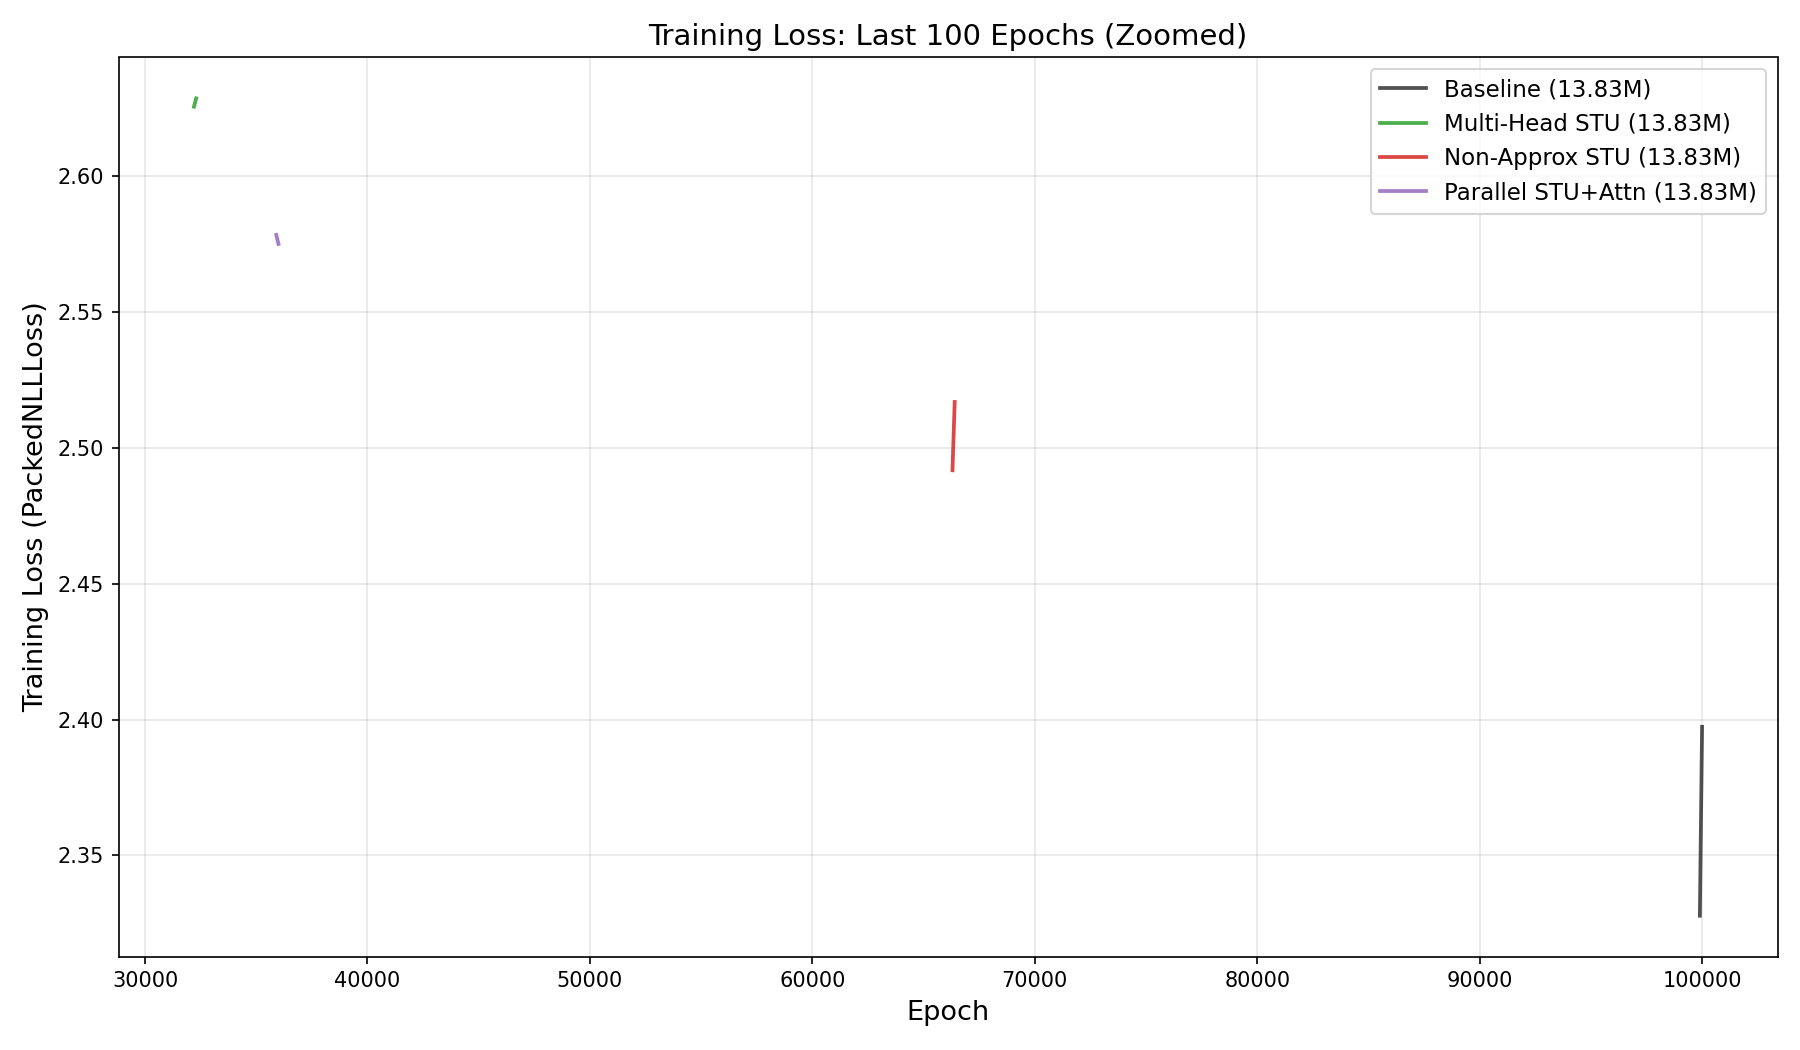 Training Loss: Last 100 Epochs (Zoomed)
Baseline (13.83M)
Multi-Head STU (13.83M)
Non-Approx STU (13.83M)
Parallel STU+Attn (13.83M)
Training Loss (PackedNLLLoss)
2.60
2.55
2.50
2.45
2.40
2.35
30000 40000 50000 60000 70000 80000 90000 100000
Epoch